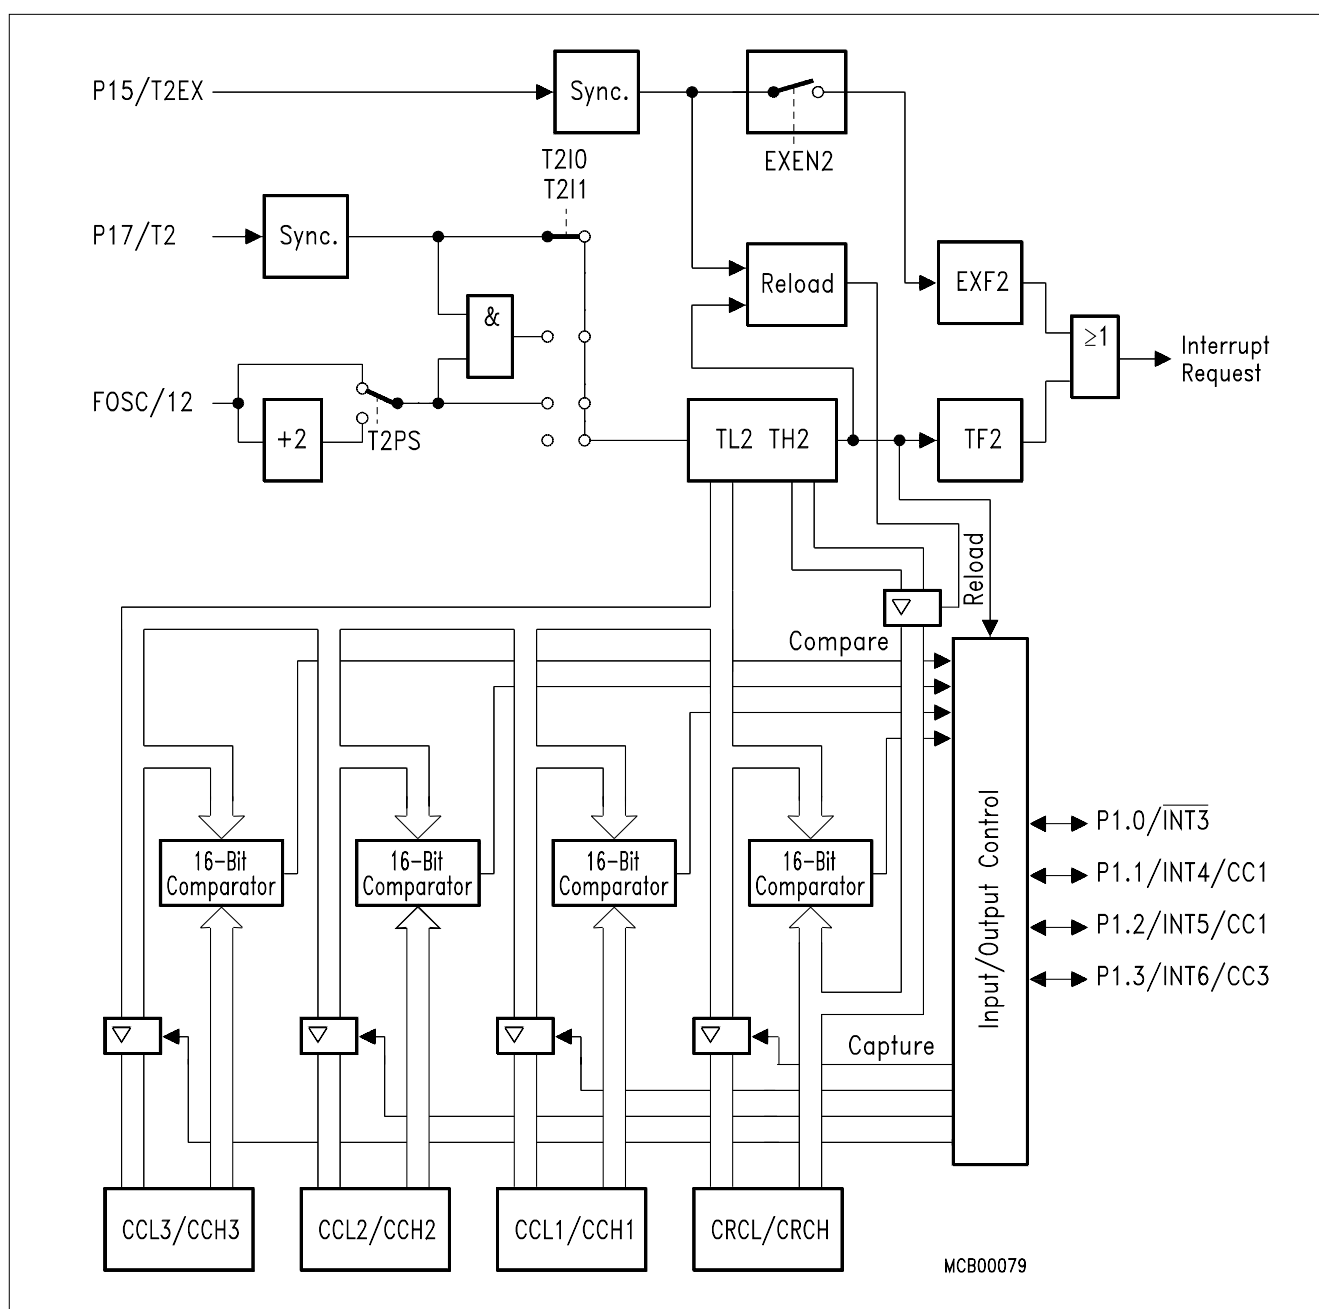 P15/T2EX
Sync.
EXEN2
T2I0
T2I1
P17/T2
Sync.
&
Reload
EXF2
≥1
Interrupt
Request
FOSC/12
+2
T2PS
TL2 TH2
TF2
Reload
Compare
16-Bit
Comparator
16-Bit
Comparator
16-Bit
Comparator
16-Bit
Comparator
Input/Output Control
P1.0/I̅N̅T̅3̅
P1.1/INT4/CC1
P1.2/INT5/CC1
P1.3/INT6/CC3
Capture
CCL3/CCH3
CCL2/CCH2
CCL1/CCH1
CRCL/CRCH
MCB00079